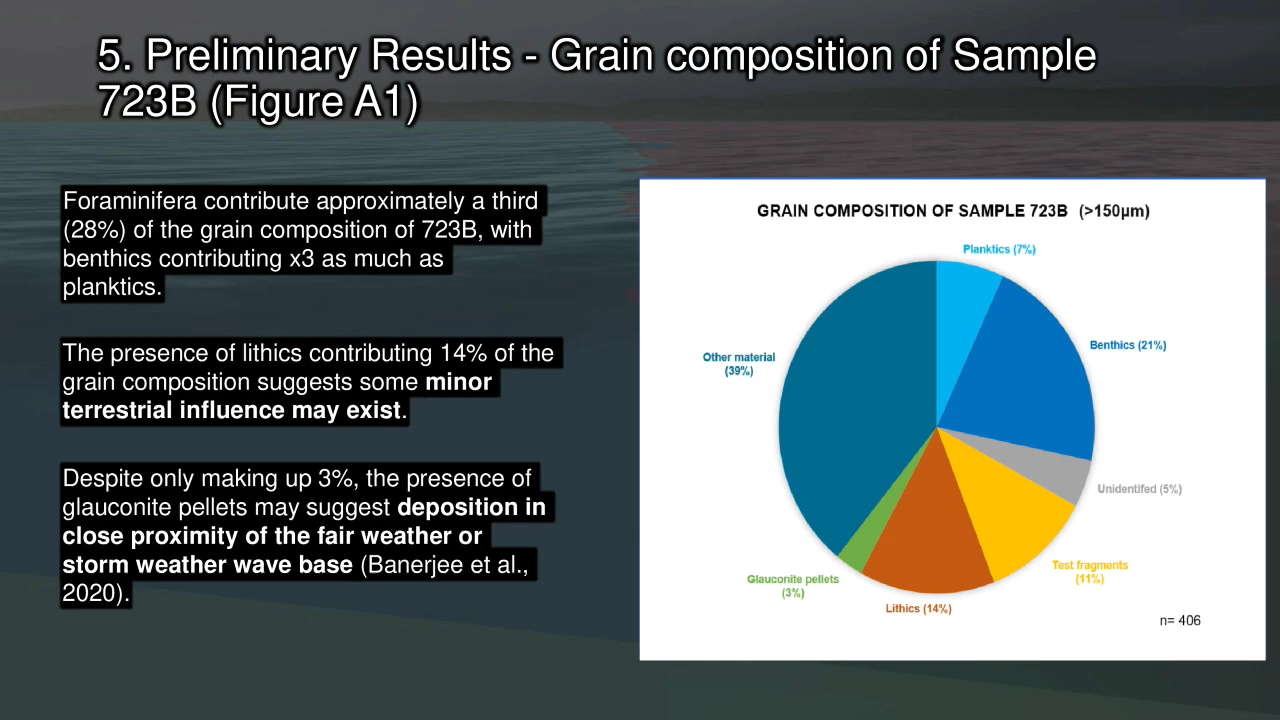 5. Preliminary Results - Grain composition of Sample
723B (Figure A1)
Foraminifera contribute approximately a third
(28%) of the grain composition of 723B, with
benthics contributing x3 as much as
planktics.
The presence of lithics contributing 14% of the
grain composition suggests some minor
terrestrial influence may exist.
Despite only making up 3%, the presence of
glauconite pellets may suggest deposition in
close proximity of the fair weather or
storm weather wave base (Banerjee et al.,
2020).
GRAIN COMPOSITION OF SAMPLE 723B (>150μm)
Planktics (7%)
Benthics (21%)
Other material
(39%)
Unidentifed (5%)
Test fragments
(11%)
Glauconite pellets
(3%)
Lithics (14%)
n= 406